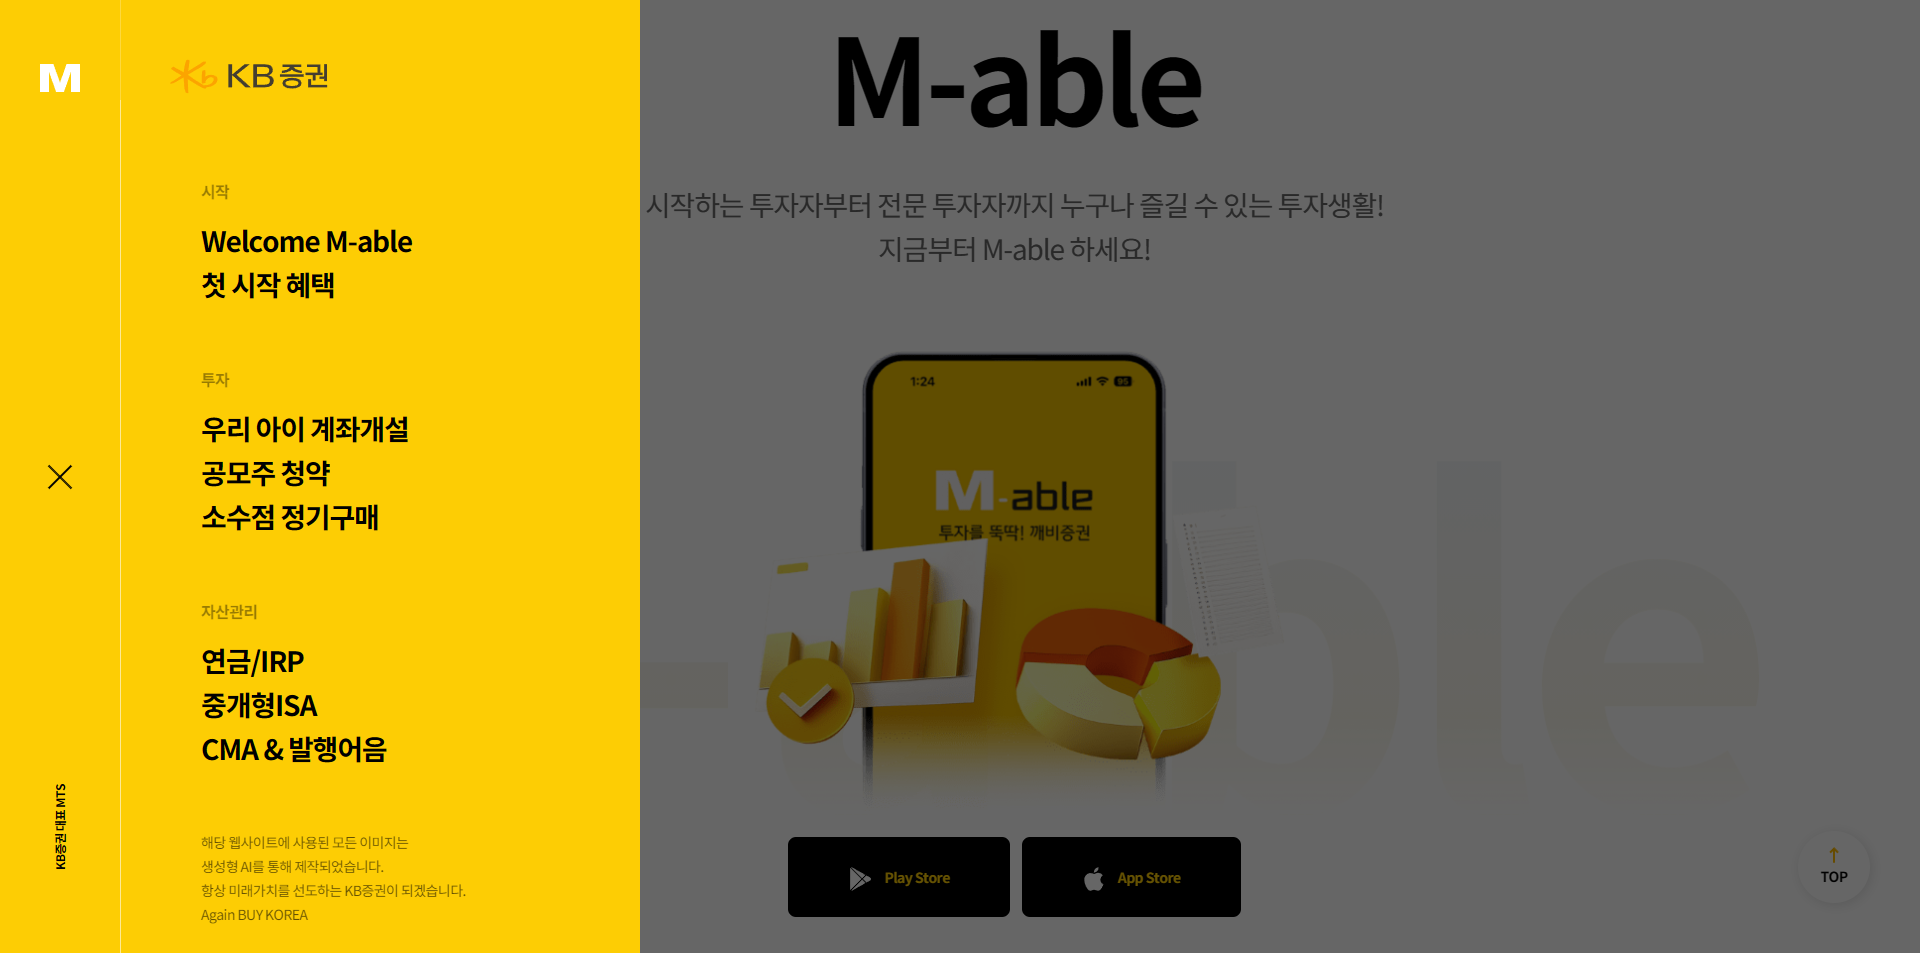 M
KB 증권
시작
Welcome M-able
첫 시작 혜택
투자
우리 아이 계좌개설
공모주 청약
소수점 정기구매
자산관리
연금/IRP
중개형ISA
CMA & 발행어음
해당 웹사이트에 사용된 모든 이미지는
생성형 AI를 통해 제작되었습니다.
항상 미래가치를 선도하는 KB증권이 되겠습니다.
Again BUY KOREA
KB증권 대표 MTS
M-able
시작하는 투자자부터 전문 투자자까지 누구나 즐길 수 있는 투자생활!
지금부터 M-able 하세요!
1:24
95
M-able
투자를 뚝딱! 깨비증권
ble
Play Store
App Store
TOP